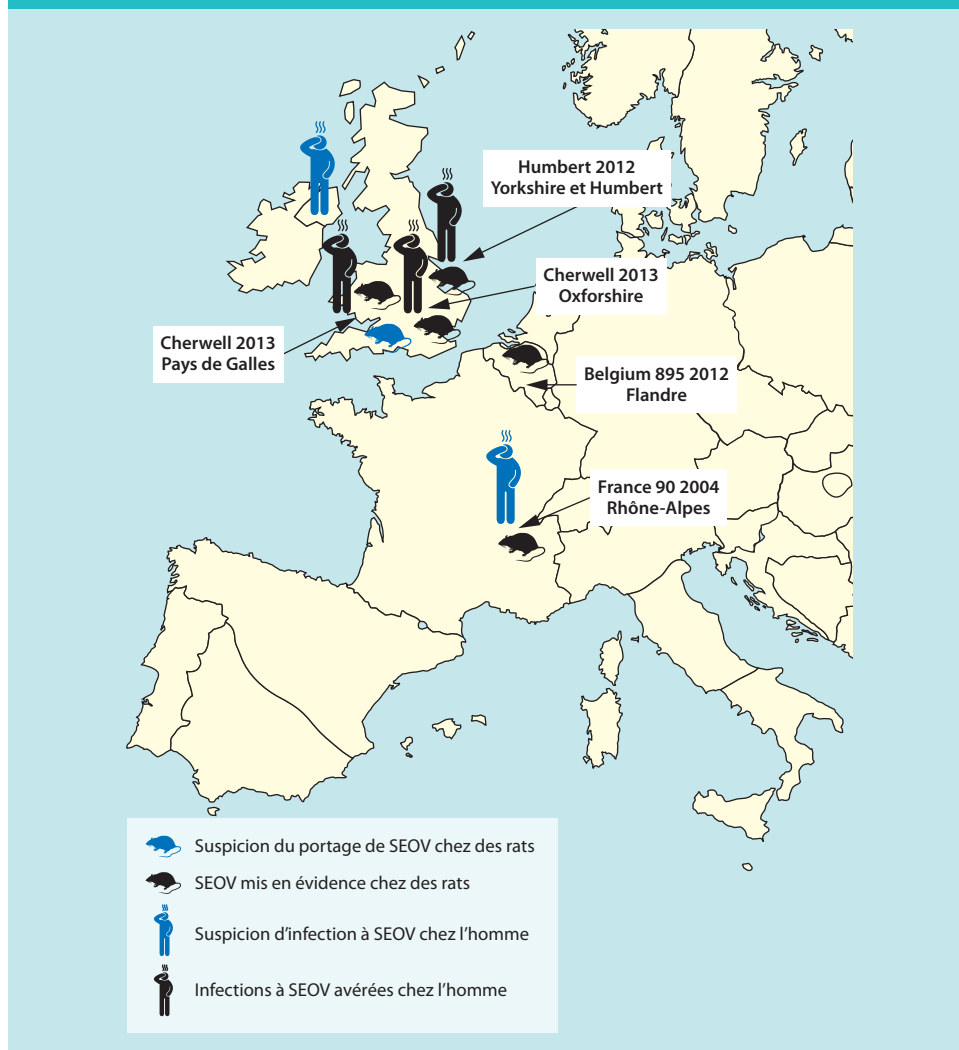 Humbert 2012
Yorkshire et Humbert
Cherwell 2013
Oxforshire
Cherwell 2013
Pays de Galles
Belgium 895 2012
Flandre
France 90 2004
Rhône-Alpes
Suspicion du portage de SEOV chez des rats
SEOV mis en évidence chez des rats
Suspicion d’infection à SEOV chez l’homme
Infections à SEOV avérées chez l’homme